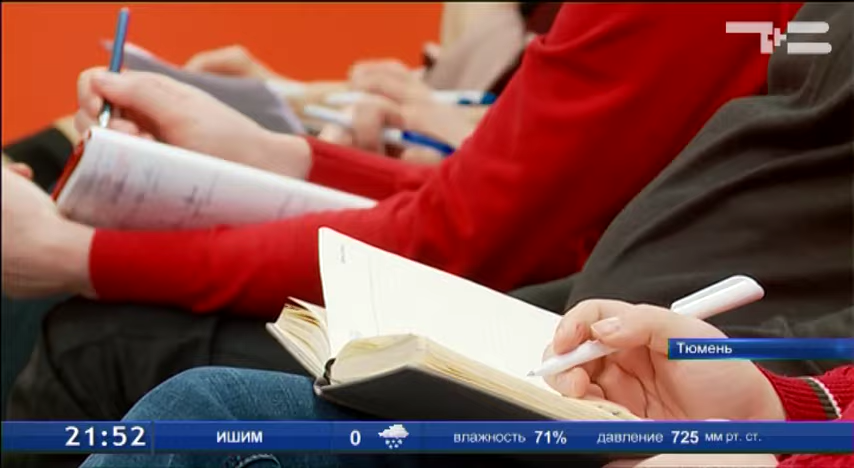 Тюмень
21:52 ИШИМ 0 влажность 71% давление 725 мм рт. ст.